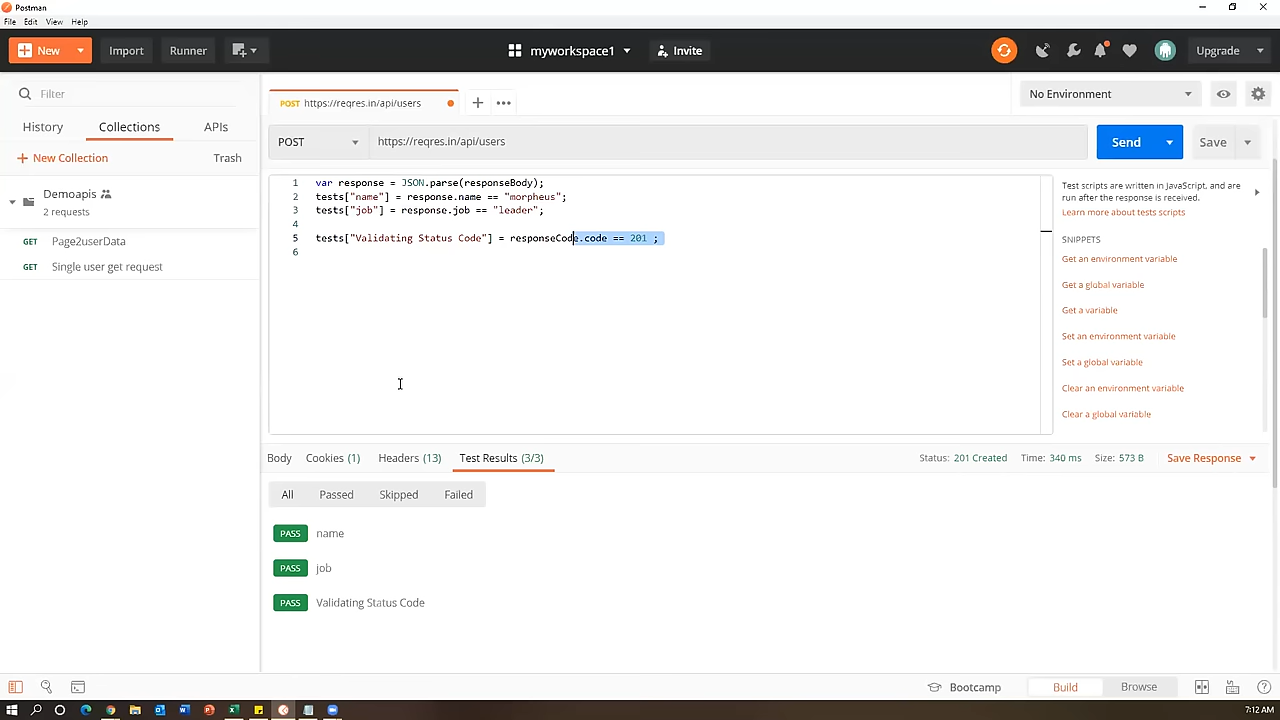 Postman
File Edit View Help
New Import Runner myworkspace1 Invite Upgrade
Filter
History Collections APIs
New Collection Trash
Demoapis
2 requests
GET Page2userData
GET Single user get request
POST https://reqres.in/api/users
No Environment
POST https://reqres.in/api/users Send Save
1 var response = JSON.parse(responseBody);
2 tests["name"] = response.name == "morpheus";
3 tests["job"] = response.job == "leader";
4
5 tests["Validating Status Code"] = responseCode.code == 201 ;
6
Test scripts are written in JavaScript, and are
run after the response is received.
Learn more about tests scripts
SNIPPETS
Get an environment variable
Get a global variable
Get a variable
Set an environment variable
Set a global variable
Clear an environment variable
Clear a global variable
Body Cookies (1) Headers (13) Test Results (3/3) Status: 201 Created Time: 340 ms Size: 573 B Save Response
All Passed Skipped Failed
PASS name
PASS job
PASS Validating Status Code
Bootcamp Build Browse
7:12 AM